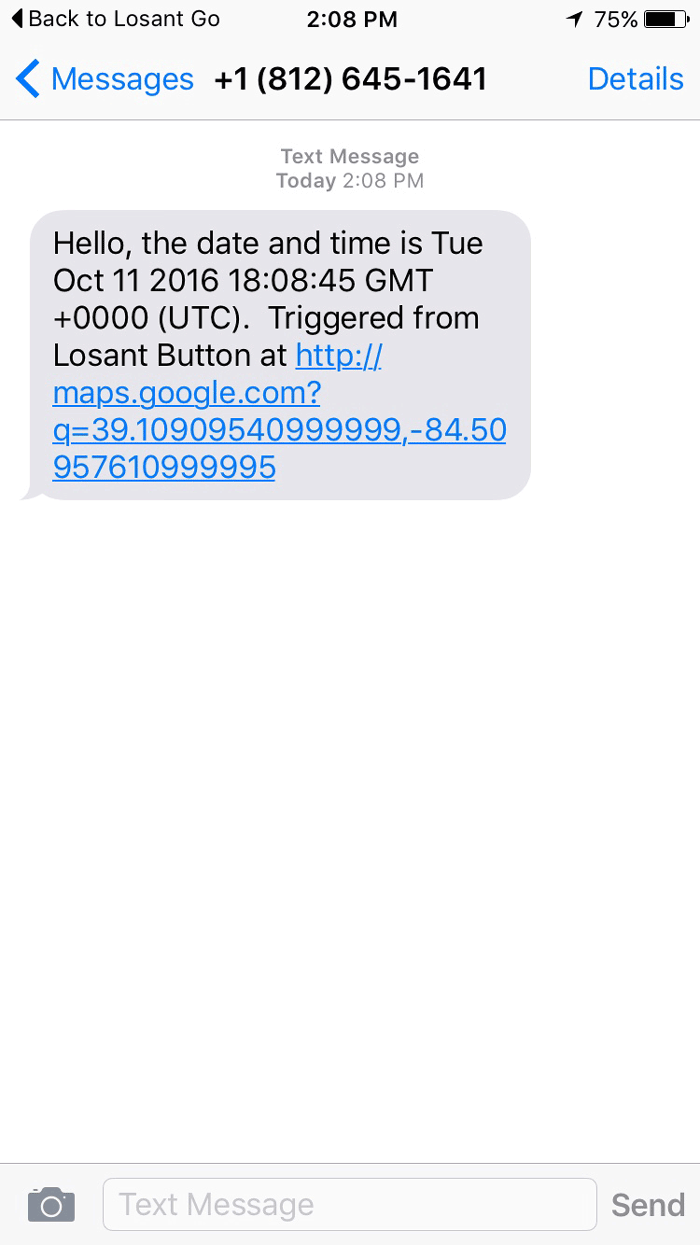 Back to Losant Go 2:08 PM 75%
Messages +1 (812) 645-1641 Details
Text Message
Today 2:08 PM
Hello, the date and time is Tue
Oct 11 2016 18:08:45 GMT
+0000 (UTC).  Triggered from
Losant Button at http://
maps.google.com?
q=39.10909540999999,-84.50
957610999995
Text Message Send